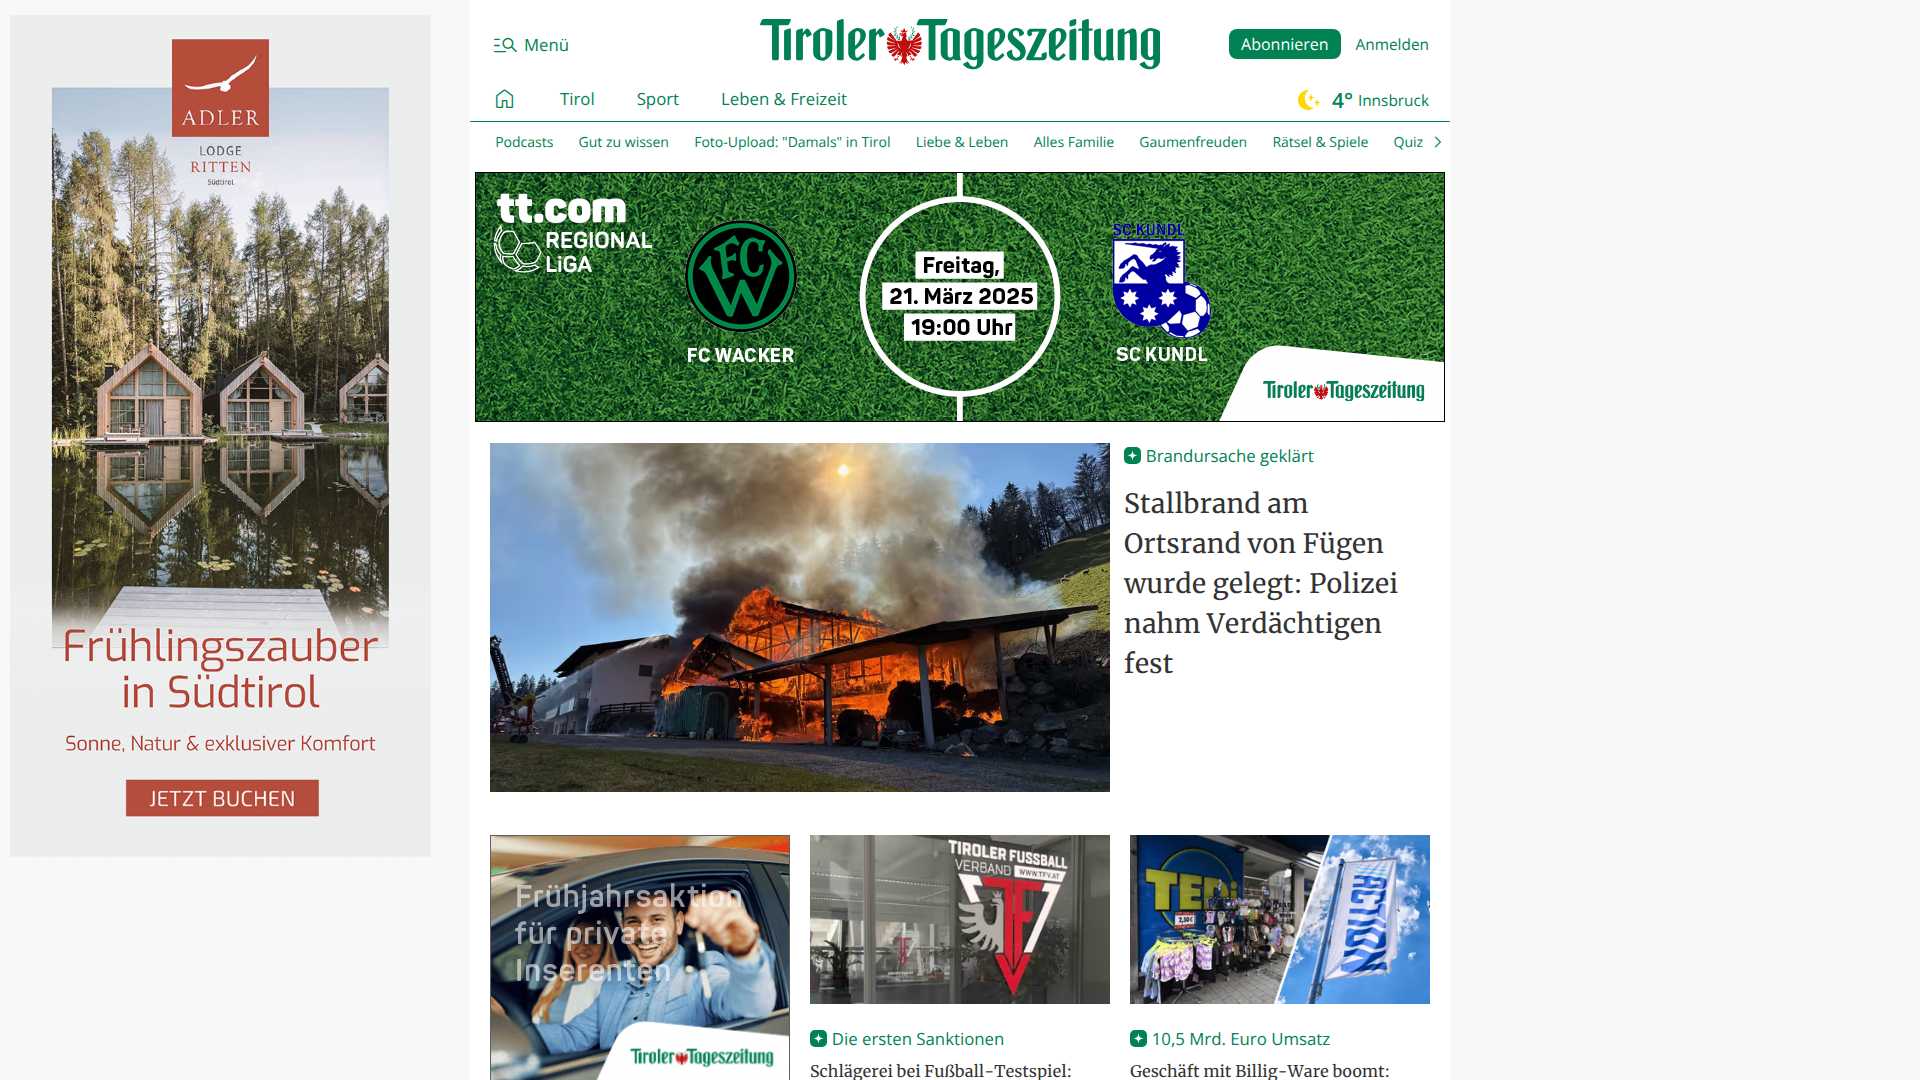 Menü
Tiroler Tageszeitung
Abonnieren
Anmelden
Tirol
Sport
Leben & Freizeit
4° Innsbruck
Podcasts
Gut zu wissen
Foto-Upload: "Damals" in Tirol
Liebe & Leben
Alles Familie
Gaumenfreuden
Rätsel & Spiele
Quiz
ADLER
LODGE
RITTEN
Südtirol
Frühlingszauber
in Südtirol
Sonne, Natur & exklusiver Komfort
JETZT BUCHEN
tt.com
REGIONAL
LiGA
FC
W
FC WACKER
Freitag,
21. März 2025
19:00 Uhr
SC KUNDL
SC KUNDL
Tiroler Tageszeitung
Brandursache geklärt
Stallbrand am
Ortsrand von Fügen
wurde gelegt: Polizei
nahm Verdächtigen
fest
Frühjahrsaktion
für private
Inserenten
Tiroler Tageszeitung
TIROLER FUSSBALL
VERBAND WWW.TFV.AT
Die ersten Sanktionen
Schlägerei bei Fußball-Testspiel:
TEDi
ACTION
10,5 Mrd. Euro Umsatz
Geschäft mit Billig-Ware boomt: